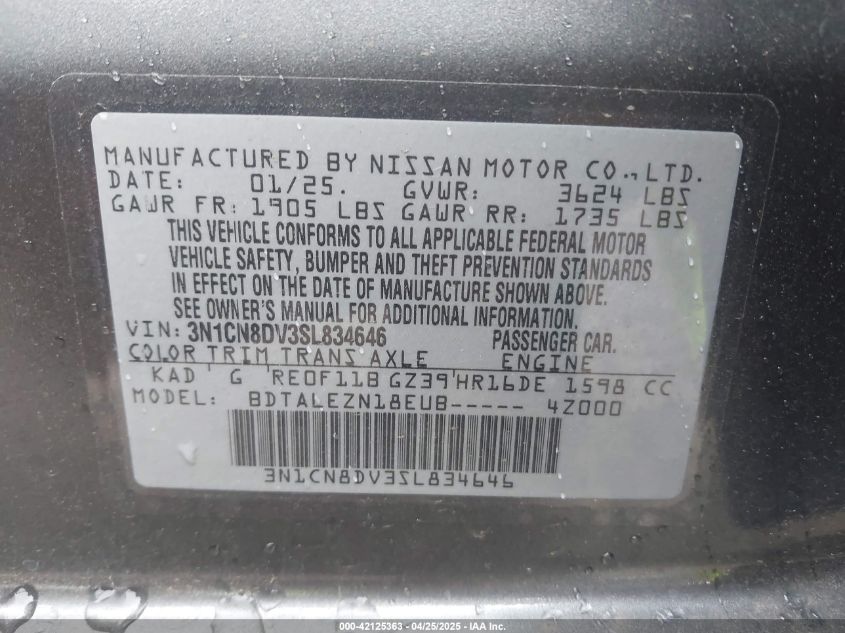 MANUFACTURED BY NISSAN MOTOR CO., LTD.
DATE: 01/25. GVWR: 3624 LBS
GAWR FR: 1905 LBS GAWR RR: 1735 LBS
THIS VEHICLE CONFORMS TO ALL APPLICABLE FEDERAL MOTOR
VEHICLE SAFETY, BUMPER AND THEFT PREVENTION STANDARDS
IN EFFECT ON THE DATE OF MANUFACTURE SHOWN ABOVE.
SEE OWNER'S MANUAL FOR ADDITIONAL INFORMATION.
VIN: 3N1CN8DV3SL834646 PASSENGER CAR.
COLOR TRIM TRANS AXLE ENGINE
KAD G RE0F11B GZ39 HR16DE 1598 CC
MODEL: BDTALEZN18EUB----- 4Z000
3N1CN8DV3SL834646
000-42125363 - 04/25/2025 - IAA Inc.